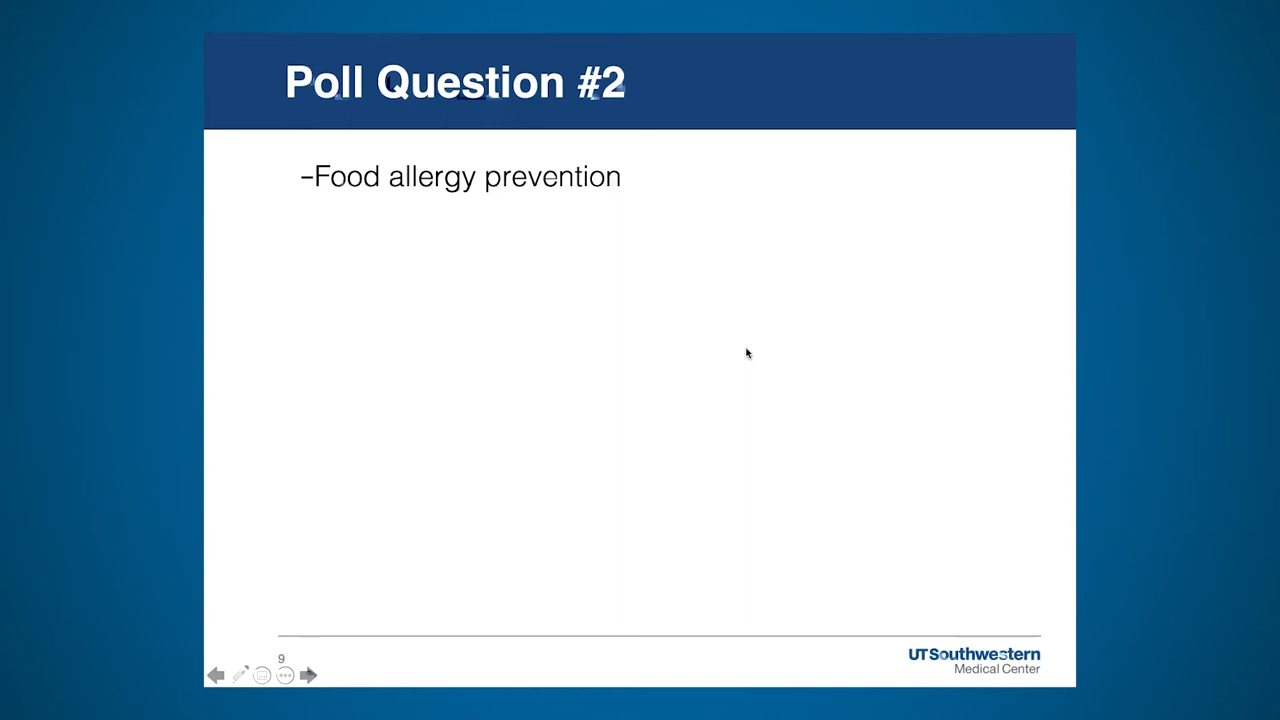 Poll Question #2
–Food allergy prevention
9
UTSouthwestern
Medical Center